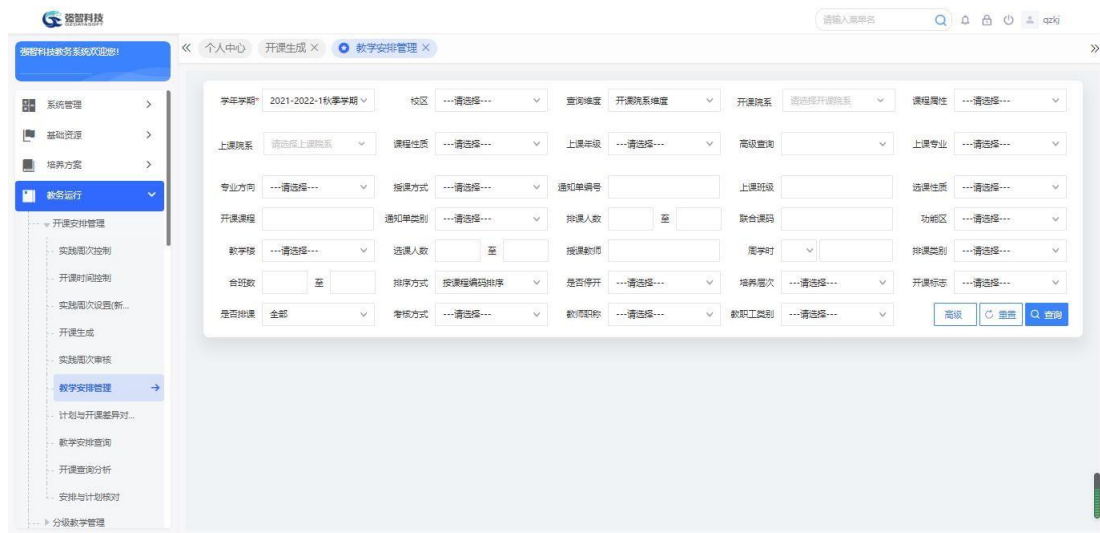 强智科技
QZDATASOFT
请输入菜单名
qzkj
强智科技教务系统欢迎您!
个人中心 开课生成 × 教学安排管理 ×
系统管理
基础资源
培养方案
教务运行
开课安排管理
实践周次控制
开课时间控制
实践周次设置(新...
开课生成
实践周次审核
教学安排管理
计划与开课差异对...
教学安排查询
开课查询分析
安排与计划核对
分级教学管理
学年学期* 2021-2022-1秋季学期 校区 ---请选择--- 查询维度 开课院系维度 开课院系 请选择开课院系 课程属性 ---请选择---
上课院系 请选择上课院系 课程性质 ---请选择--- 上课年级 ---请选择--- 高级查询 上课专业 ---请选择---
专业方向 ---请选择--- 授课方式 ---请选择--- 通知单编号 上课班级 选课性质 ---请选择---
开课课程 通知单类别 ---请选择--- 排课人数 至 联合课码 功能区 ---请选择---
教学楼 ---请选择--- 选课人数 至 授课教师 周学时 排课类别 ---请选择---
合班数 至 排序方式 按课程编码排序 是否停开 ---请选择--- 培养层次 ---请选择--- 开课标志 ---请选择---
是否排课 全部 考核方式 ---请选择--- 教师职称 ---请选择--- 教职工类别 ---请选择--- 高级 重置 查询